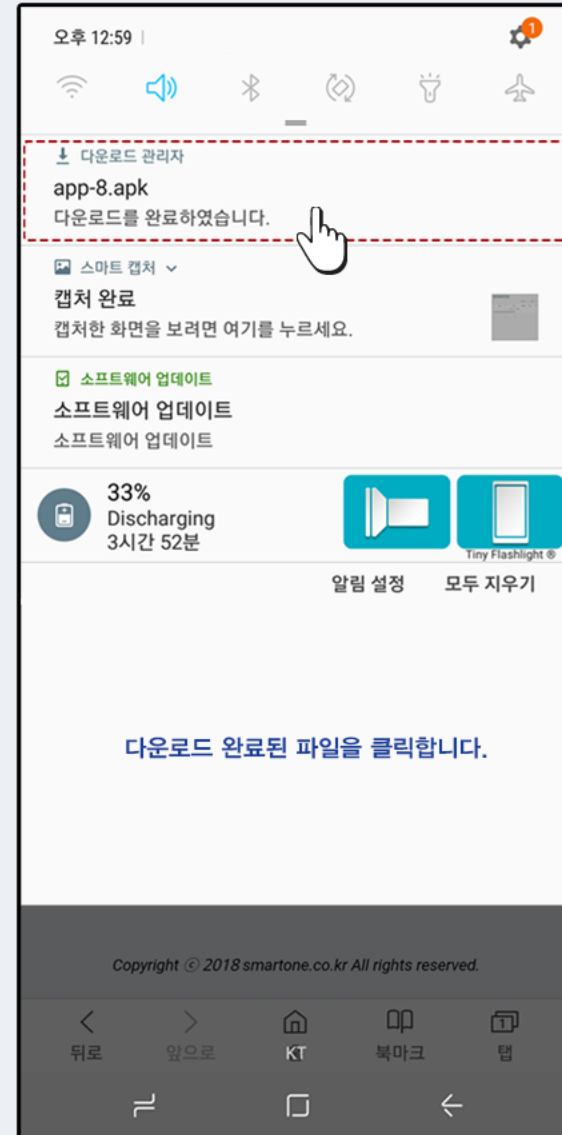 오후 12:59
1
다운로드 관리자
app-8.apk
다운로드를 완료하였습니다.
스마트 캡처
캡처 완료
캡처한 화면을 보려면 여기를 누르세요.
소프트웨어 업데이트
소프트웨어 업데이트
소프트웨어 업데이트
33%
Discharging
3시간 52분
Tiny Flashlight ®
알림 설정 모두 지우기
다운로드 완료된 파일을 클릭합니다.
Copyright ⓒ 2018 smartone.co.kr All rights reserved.
1
뒤로 앞으로 KT 북마크 탭